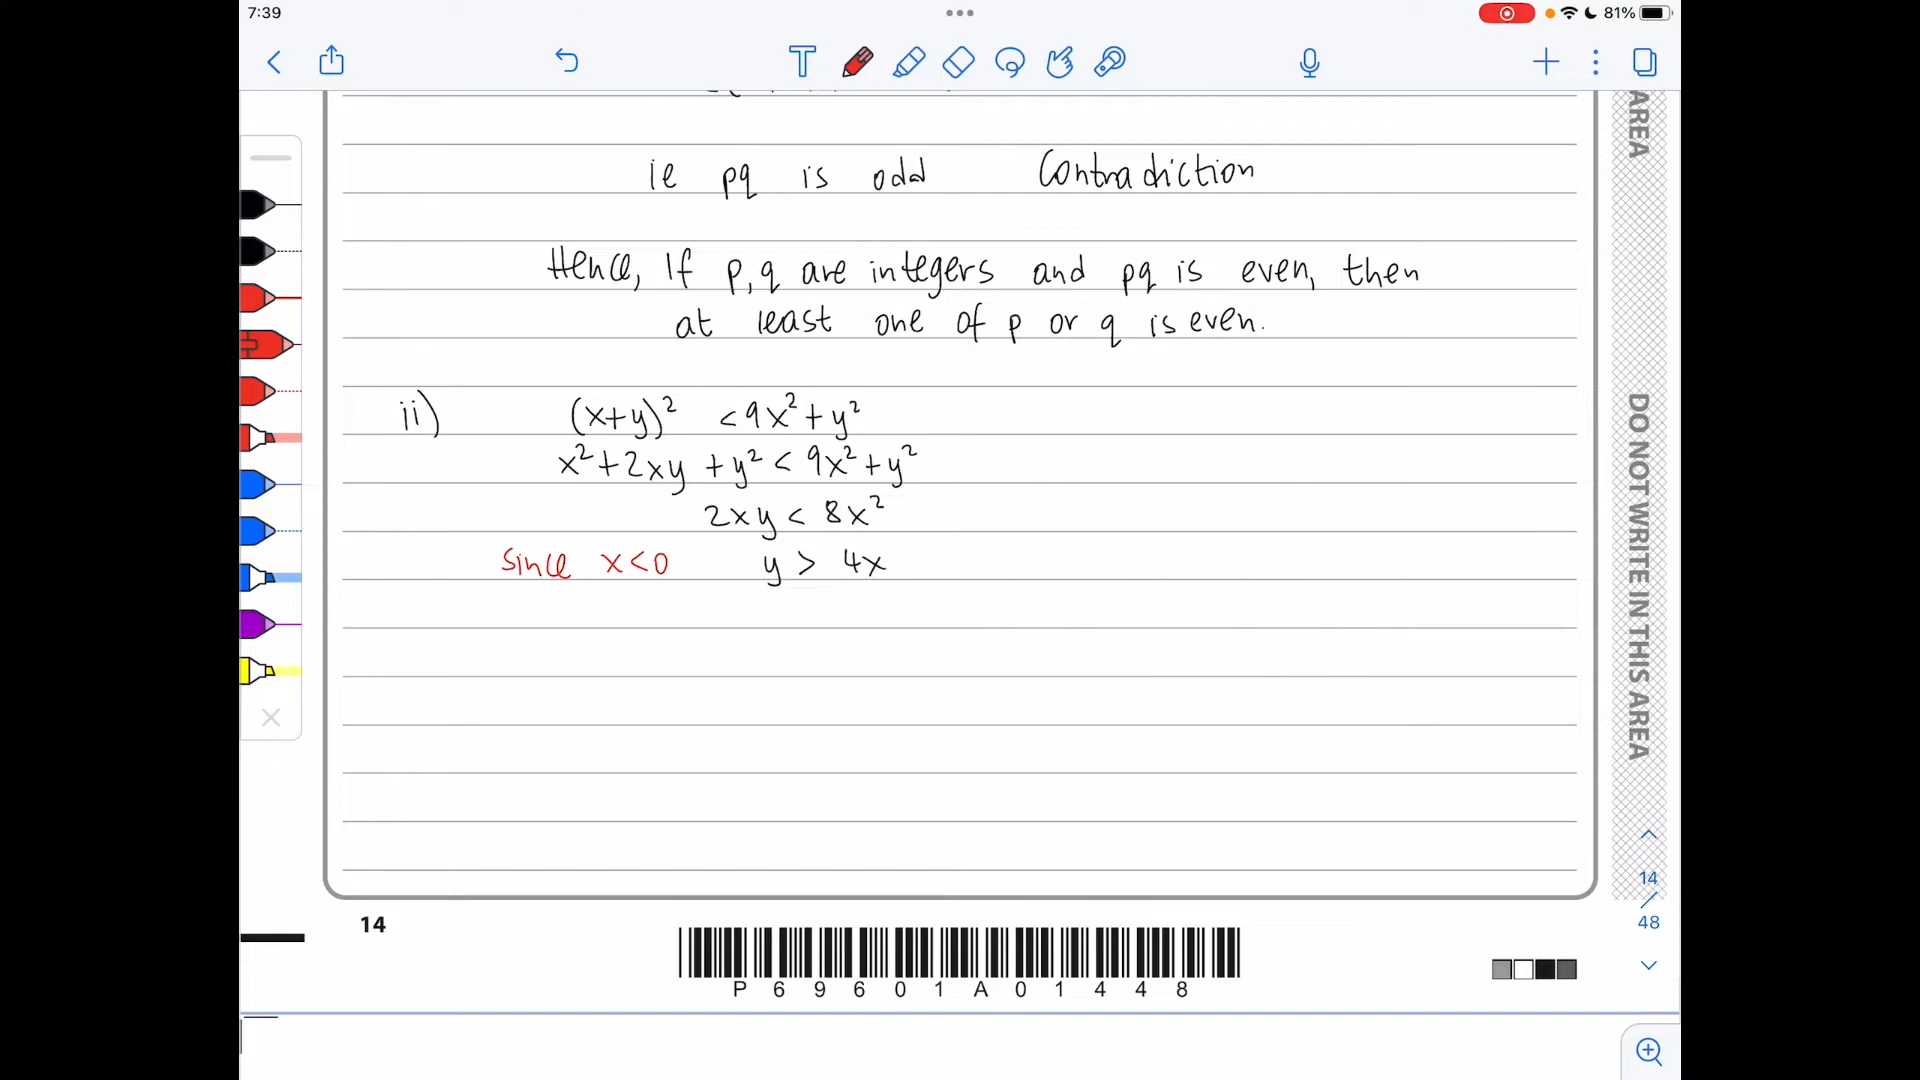 7:39
81%
AREA
ie pq is odd Contradiction
Hence, If p,q are integers and pq is even, then
at least one of p or q is even.
DO NOT WRITE IN THIS AREA
ii) (x+y)² < 9x² + y²
x² + 2xy + y² < 9x² + y²
2xy < 8x²
since x<0 y > 4x
14
48
14
P 6 9 6 0 1 A 0 1 4 4 8